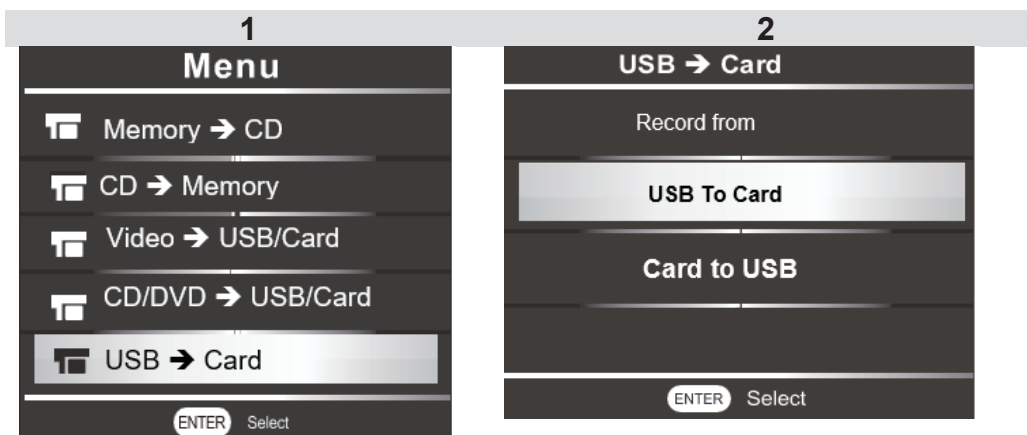 1
Menu
Memory → CD
CD → Memory
Video → USB/Card
CD/DVD → USB/Card
USB → Card
ENTER Select
2
USB → Card
Record from
USB To Card
Card to USB
ENTER Select